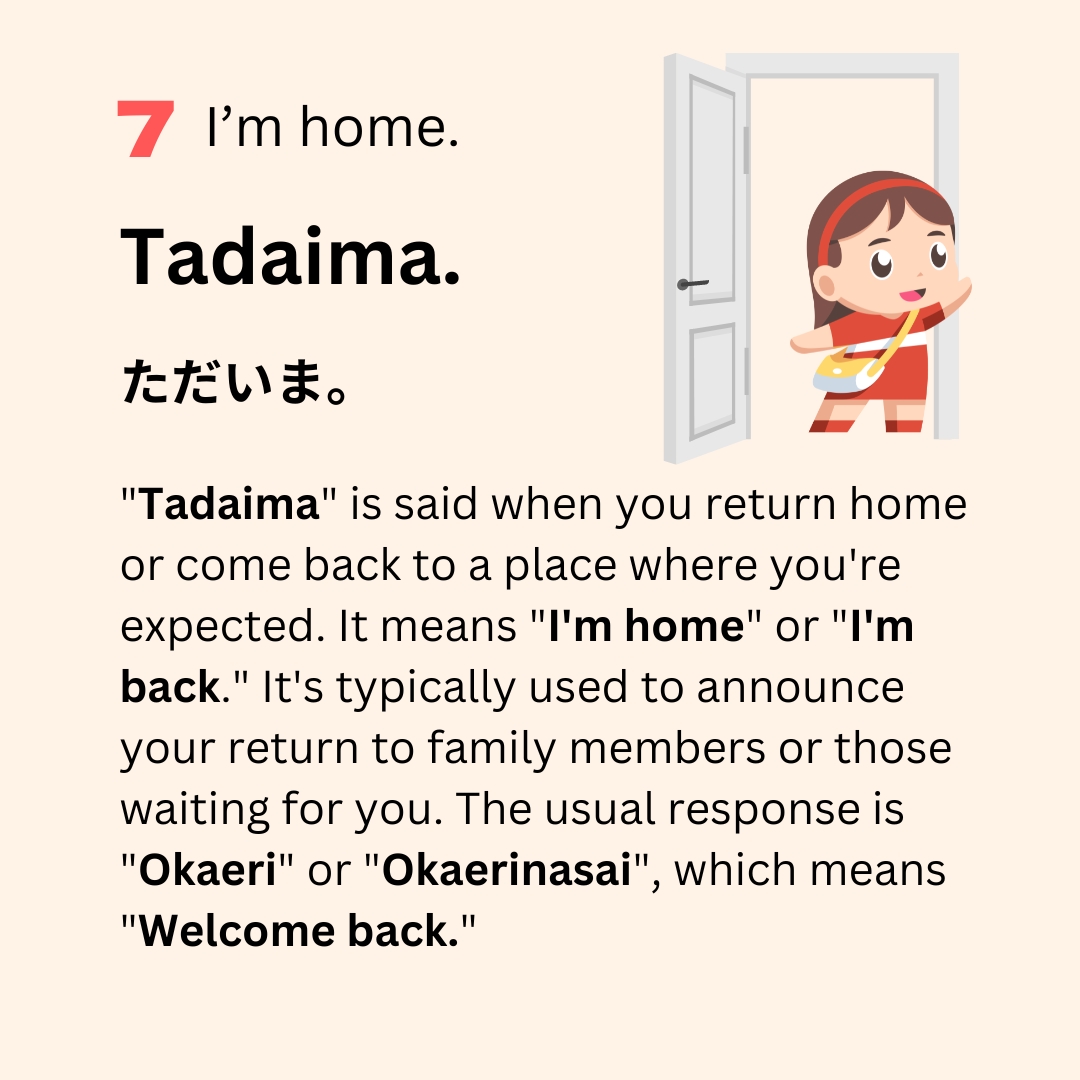 7 I’m home.
Tadaima.
ただいま。
"Tadaima" is said when you return home
or come back to a place where you're
expected. It means "I'm home" or "I'm
back." It's typically used to announce
your return to family members or those
waiting for you. The usual response is
"Okaeri" or "Okaerinasai", which means
"Welcome back."